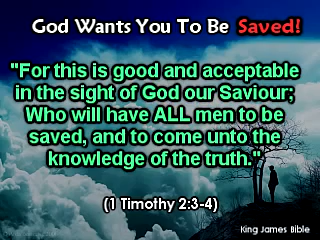 God Wants You To Be Saved!
"For this is good and acceptable
in the sight of God our Saviour;
Who will have ALL men to be
saved, and to come unto the
knowledge of the truth."
(1 Timothy 2:3-4)
King James Bible